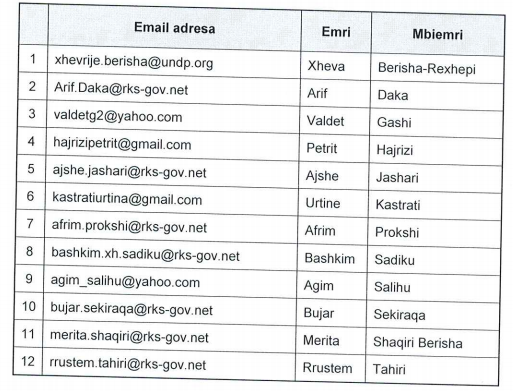 Email adresa Emri Mbiemri
1 xhevrije.berisha@undp.org Xheva Berisha-Rexhepi
2 Arif.Daka@rks-gov.net Arif Daka
3 valdetg2@yahoo.com Valdet Gashi
4 hajrizipetrit@gmail.com Petrit Hajrizi
5 ajshe.jashari@rks-gov.net Ajshe Jashari
6 kastratiurtina@gmail.com Urtine Kastrati
7 afrim.prokshi@rks-gov.net Afrim Prokshi
8 bashkim.xh.sadiku@rks-gov.net Bashkim Sadiku
9 agim_salihu@yahoo.com Agim Salihu
10 bujar.sekiraqa@rks-gov.net Bujar Sekiraqa
11 merita.shaqiri@rks-gov.net Merita Shaqiri Berisha
12 rrustem.tahiri@rks-gov.net Rrustem Tahiri